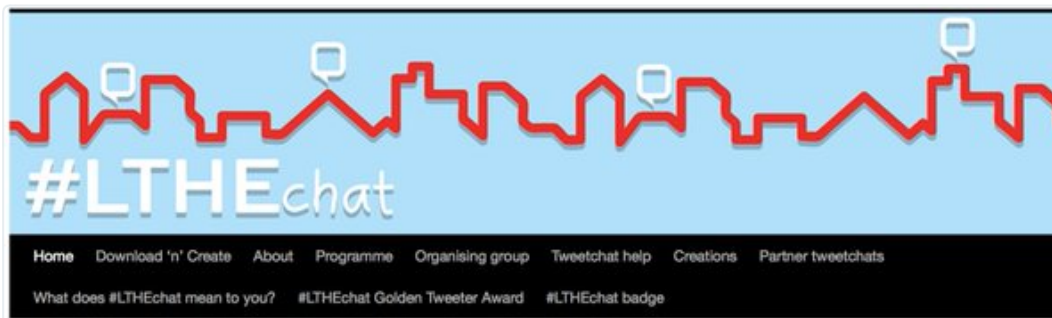 #LTHEchat
Home Download 'n' Create About Programme Organising group Tweetchat help Creations Partner tweetchats
What does #LTHEchat mean to you? #LTHEchat Golden Tweeter Award #LTHEchat badge